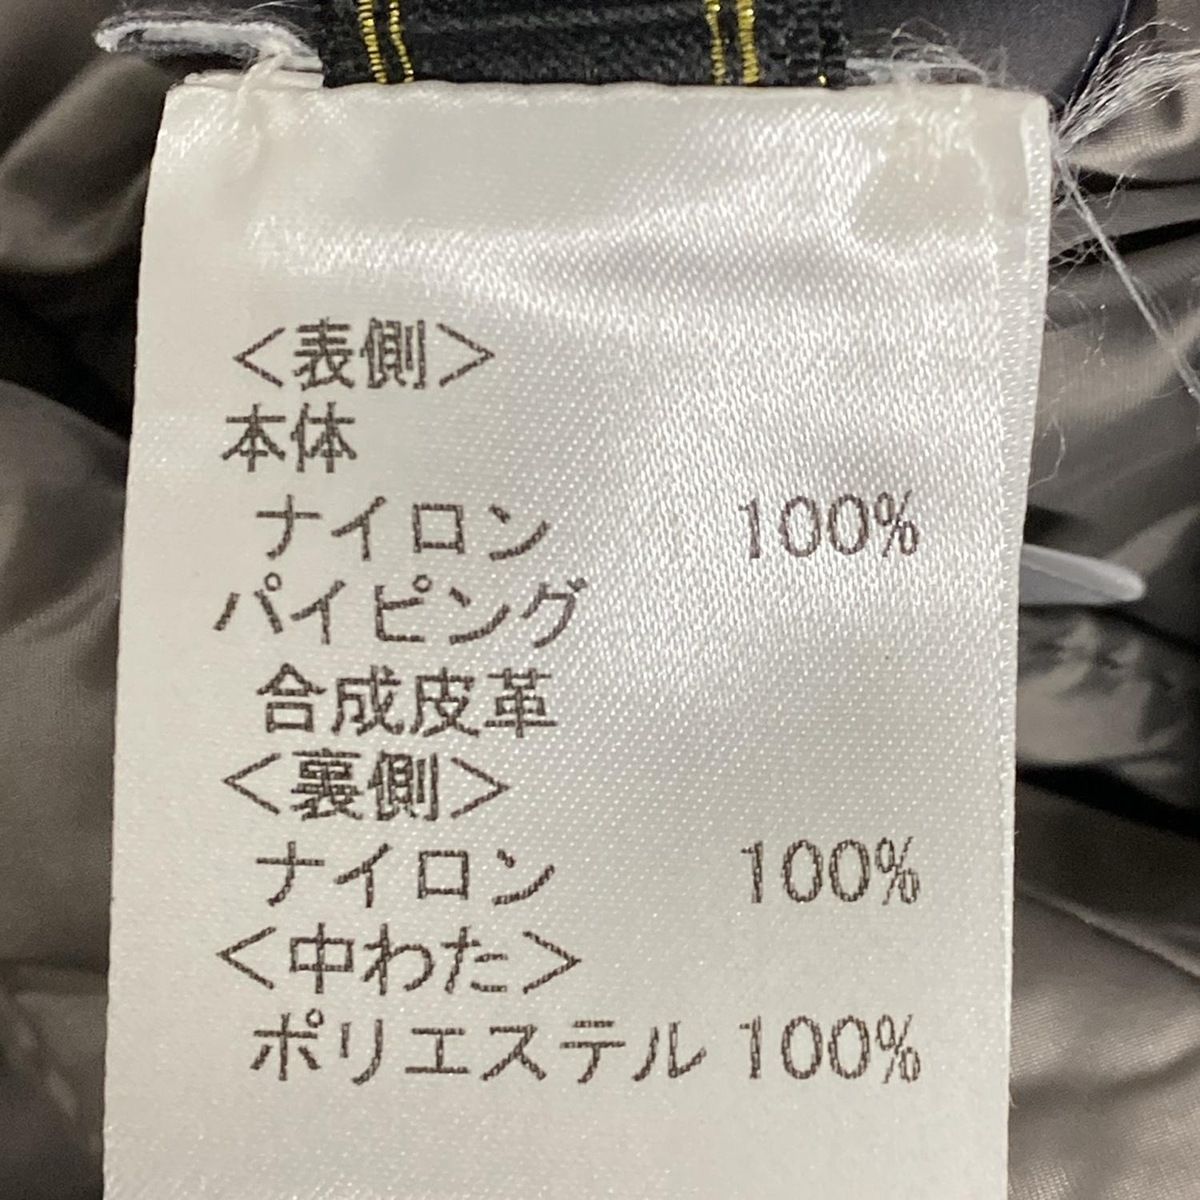 ＜表側＞
本体
ナイロン 100%
パイピング
合成皮革
＜裏側＞
ナイロン 100%
＜中わた＞
ポリエステル 100%